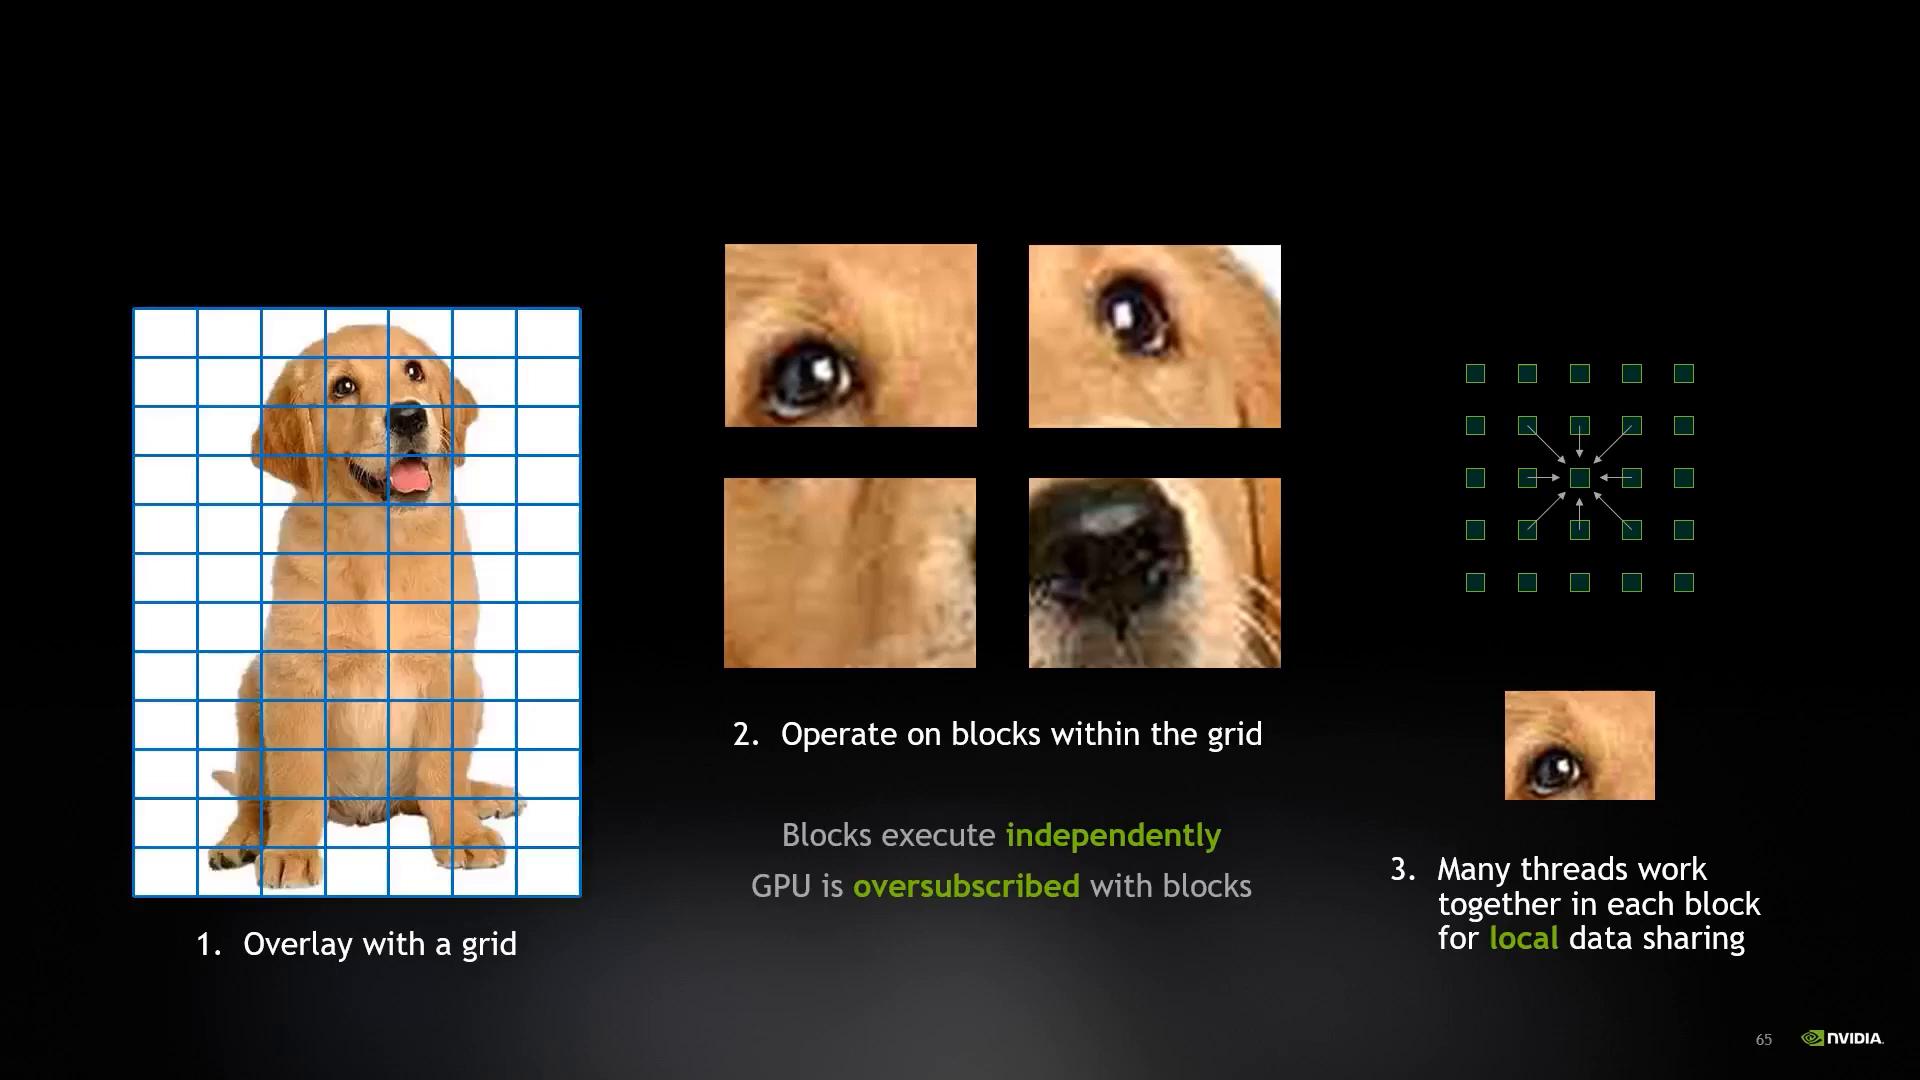 1. Overlay with a grid
2. Operate on blocks within the grid
Blocks execute independently
GPU is oversubscribed with blocks
3. Many threads work
together in each block
for local data sharing
65
NVIDIA.